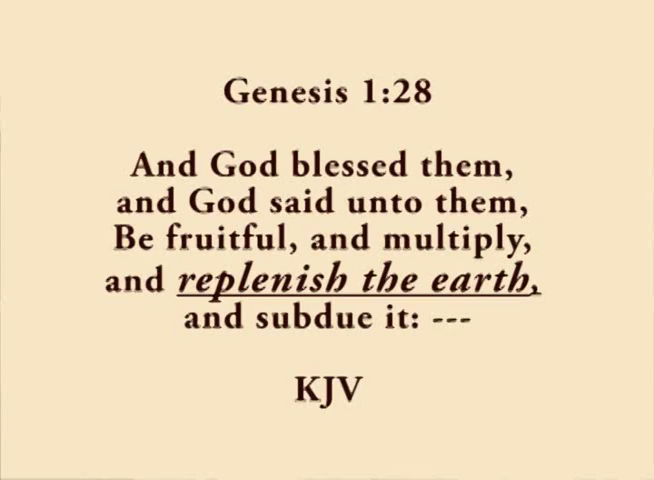 Genesis 1:28
And God blessed them,
and God said unto them,
Be fruitful, and multiply,
and replenish the earth,
and subdue it: ---
KJV